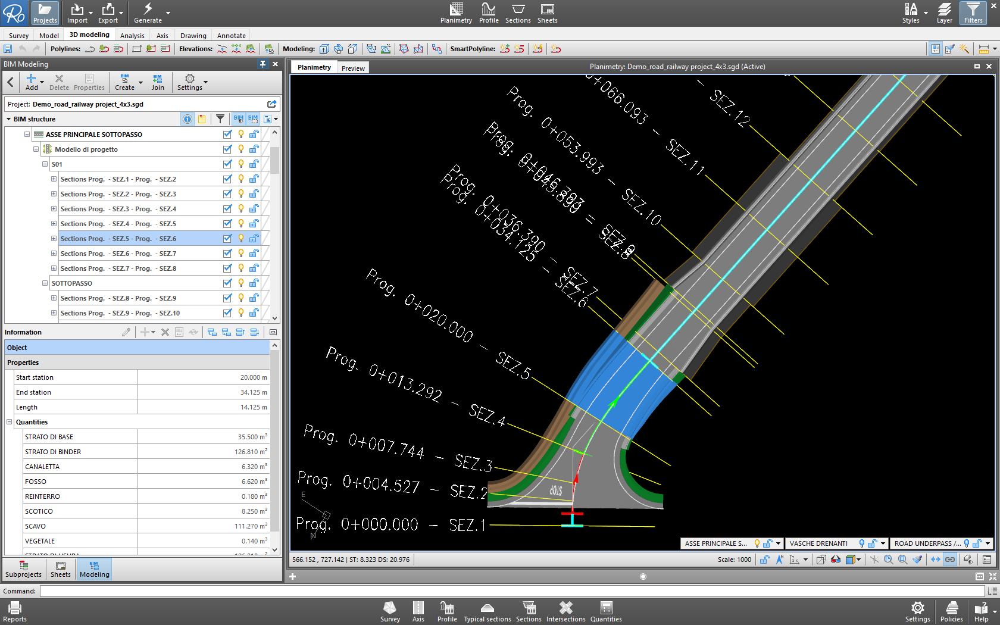 Ro
Projects
Import
Export
Generate
Planimetry
Profile
Sections
Sheets
Styles
Layer
Filters
Survey
Model
3D modeling
Analysis
Axis
Drawing
Annotate
Polylines:
Elevations:
Modeling:
SmartPolyline:
BIM Modeling
Add
Delete
Properties
BIM
Create
BIM
Join
Settings
Project: Demo_road_railway project_4x3.sgd
BIM structure
BIM
BIM
ASSE PRINCIPALE SOTTOPASSO
Modello di progetto
S01
Sections Prog. - SEZ.1 - Prog. - SEZ.2
Sections Prog. - SEZ.2 - Prog. - SEZ.3
Sections Prog. - SEZ.3 - Prog. - SEZ.4
Sections Prog. - SEZ.4 - Prog. - SEZ.5
Sections Prog. - SEZ.5 - Prog. - SEZ.6
Sections Prog. - SEZ.6 - Prog. - SEZ.7
Sections Prog. - SEZ.7 - Prog. - SEZ.8
SOTTOPASSO
Sections Prog. - SEZ.8 - Prog. - SEZ.9
Sections Prog. - SEZ.9 - Prog. - SEZ.10
Information
Object
Properties
Start station 20.000 m
End station 34.125 m
Length 14.125 m
Quantities
STRATO DI BASE 35.500 m³
STRATO DI BINDER 126.810 m²
CANALETTA 6.320 m³
FOSSO 6.620 m³
REINTERRO 0.180 m³
SCOTICO 8.250 m³
SCAVO 111.270 m³
VEGETALE 0.140 m³
Subprojects
Sheets
BIM
Modeling
Planimetry
Preview
Planimetry: Demo_road_railway project_4x3.sgd (Active)
- SEZ.12
0+066.093 - SEZ.11
Prog. 0+053.993 - SEZ.10
Prog. 0+046.793 - SEZ.9
Prog. 0+045.890 - SEZ.8
Prog. 0+036.390 - SEZ.7
Prog. 0+034.125 - SEZ.6
Prog. 0+020.000 - SEZ.5
Prog. 0+013.292 - SEZ.4
Prog. 0+007.744 - SEZ.3
Prog. 0+004.527 - SEZ.2
Prog. 0+000.000 - SEZ.1
STOP
E
N
ASSE PRINCIPALE S...
VASCHE DRENANTI
ROAD UNDERPASS /...
566.152 , 727.142 | ST: 8.323 DS: 20.976
Scale: 1000
Command:
Reports
Survey
Axis
Profile
Typical sections
Sections
Intersections
Quantities
Settings
Policies
Help